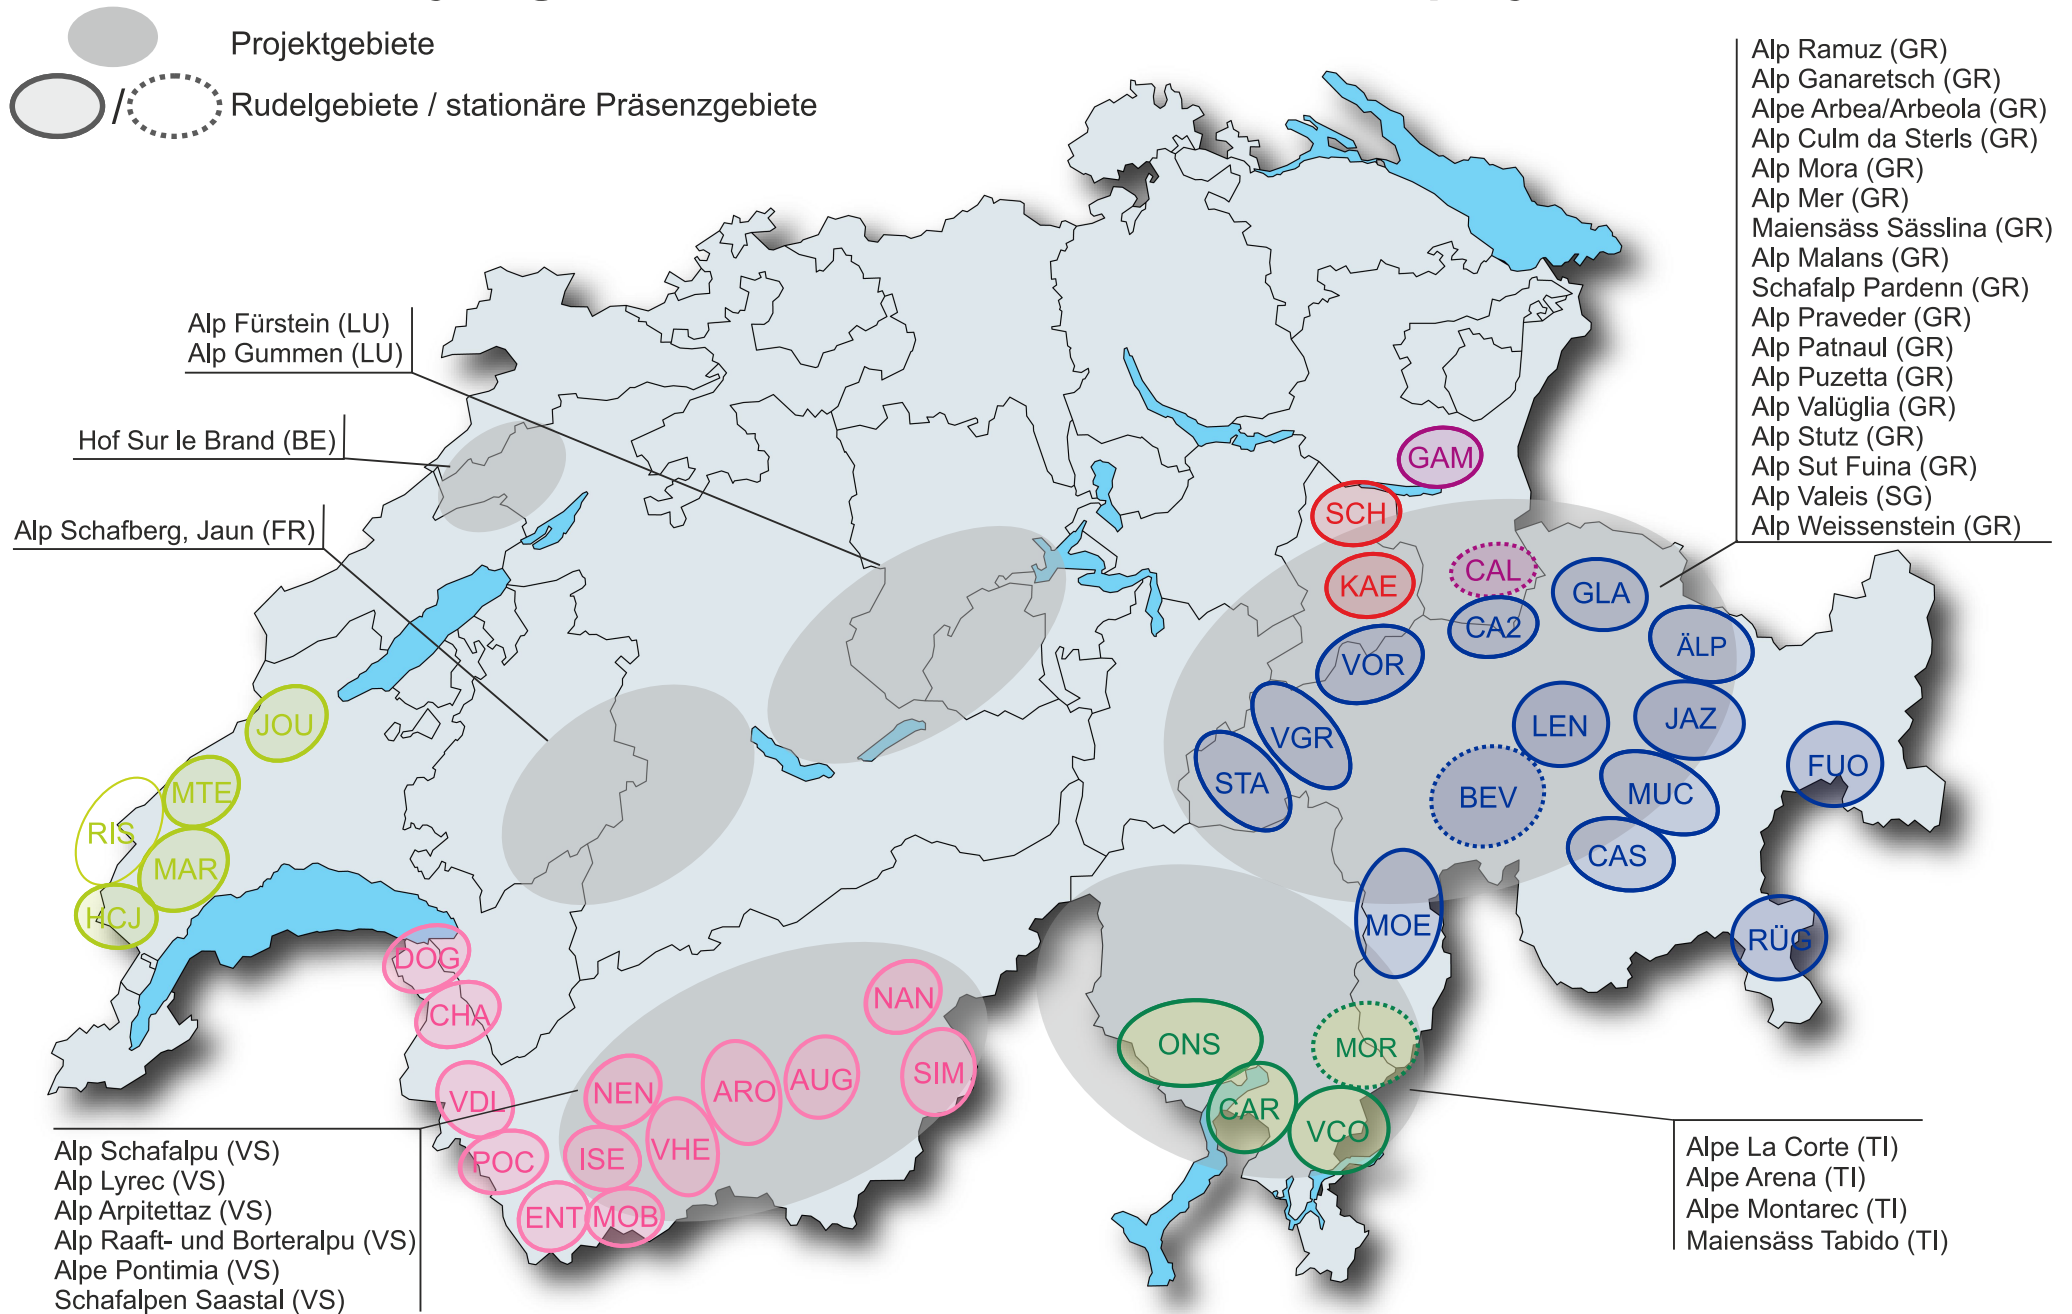 Projektgebiete
/
Rudelgebiete / stationäre Präsenzgebiete
Alp Ramuz (GR)
Alp Ganaretsch (GR)
Alpe Arbea/Arbeola (GR)
Alp Culm da Sterls (GR)
Alp Mora (GR)
Alp Mer (GR)
Maiensäss Sässlina (GR)
Alp Malans (GR)
Schafalp Pardenn (GR)
Alp Praveder (GR)
Alp Patnaul (GR)
Alp Puzetta (GR)
Alp Valüglia (GR)
Alp Stutz (GR)
Alp Sut Fuina (GR)
Alp Valeis (SG)
Alp Weissenstein (GR)
Alp Fürstein (LU)
Alp Gummen (LU)
Hof Sur le Brand (BE)
Alp Schafberg, Jaun (FR)
GAM
SCH
CAL
KAE
GLA
CA2
ÄLP
VOR
JOU
LEN
JAZ
VGR
FUO
MTE
STA
BEV
MUC
RIS
CAS
MAR
HCJ
MOE
RÜG
DOG
NAN
CHA
ONS
MOR
SIM
AUG
NEN
ARO
VDL
CAR
VCO
VHE
ISE
POC
ENT
MOB
Alp Schafalpu (VS)
Alp Lyrec (VS)
Alp Arpitettaz (VS)
Alp Raaft- und Borteralpu (VS)
Alpe Pontimia (VS)
Schafalpen Saastal (VS)
Alpe La Corte (TI)
Alpe Arena (TI)
Alpe Montarec (TI)
Maiensäss Tabido (TI)